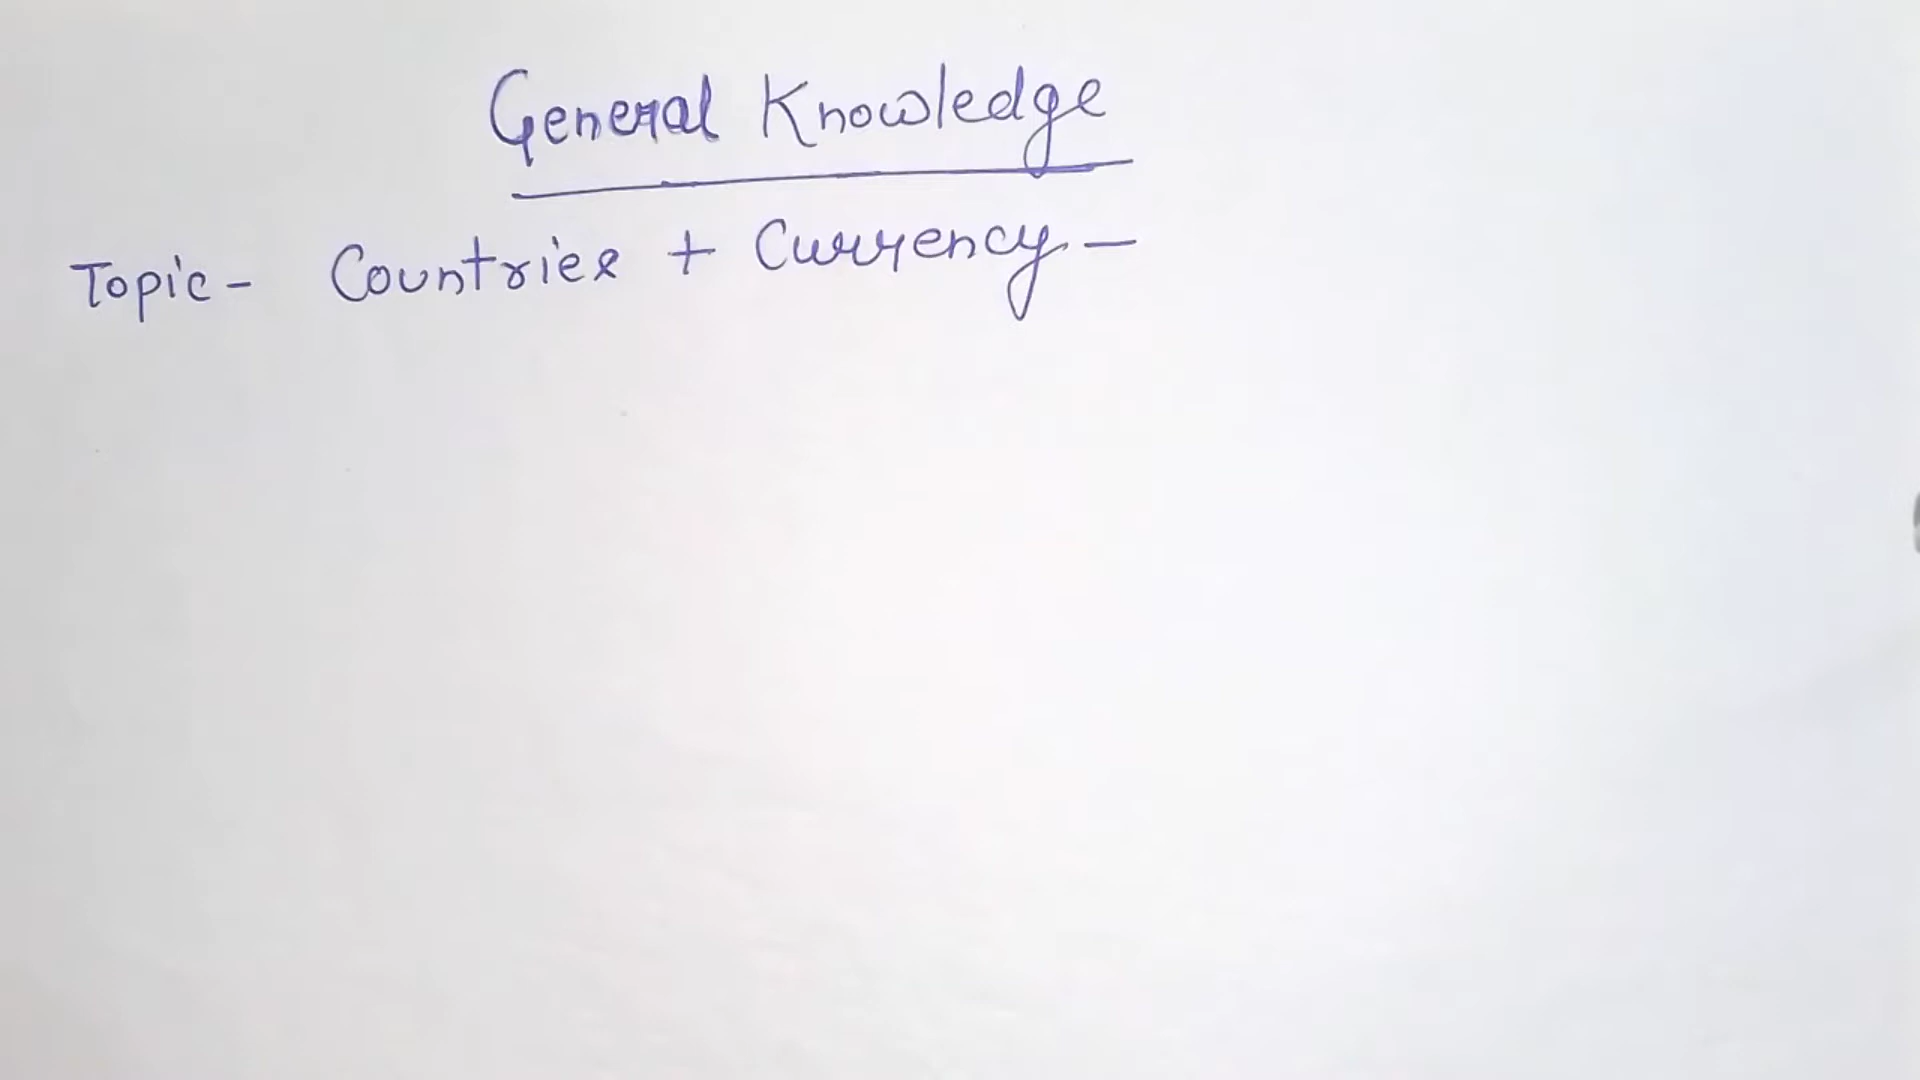 General Knowledge
Topic- Countries + Currency-